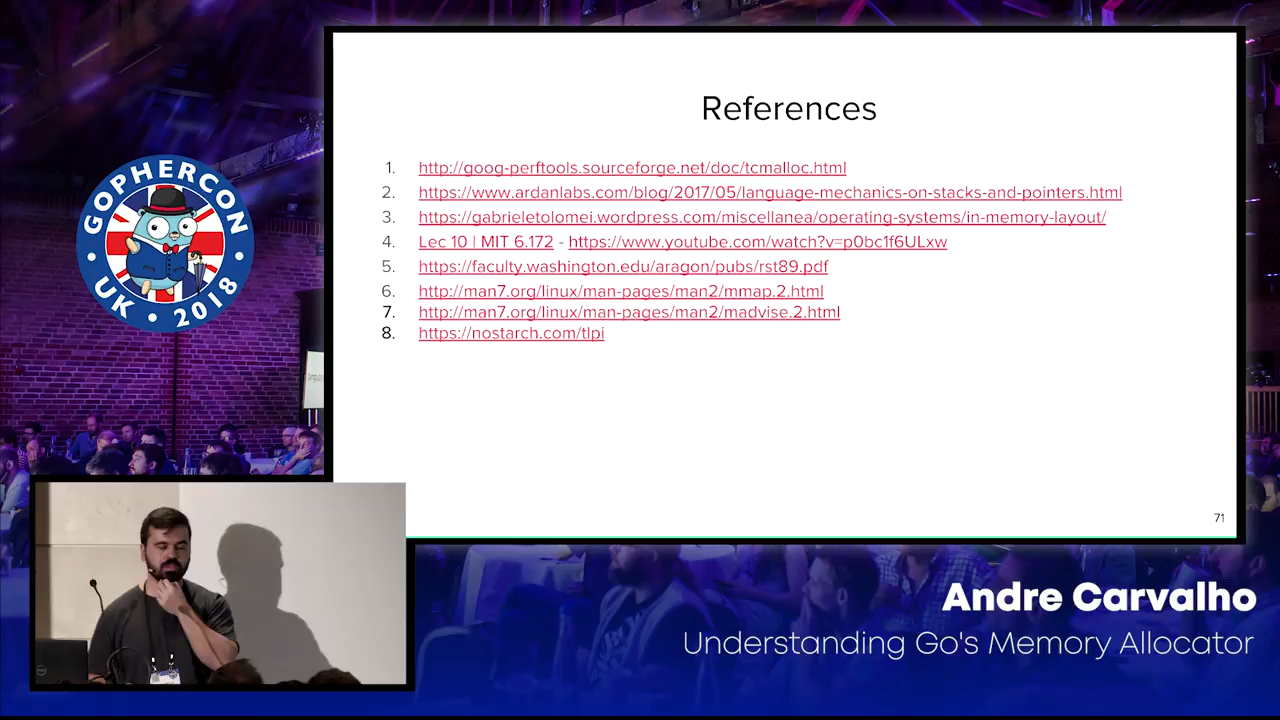 GOPHERCON
UK • 2018 •
References
1. http://goog-perftools.sourceforge.net/doc/tcmalloc.html
2. https://www.ardanlabs.com/blog/2017/05/language-mechanics-on-stacks-and-pointers.html
3. https://gabrieletolomei.wordpress.com/miscellanea/operating-systems/in-memory-layout/
4. Lec 10 | MIT 6.172 - https://www.youtube.com/watch?v=p0bc1f6ULxw
5. https://faculty.washington.edu/aragon/pubs/rst89.pdf
6. http://man7.org/linux/man-pages/man2/mmap.2.html
7. http://man7.org/linux/man-pages/man2/madvise.2.html
8. https://nostarch.com/tlpi
71
Andre Carvalho
Understanding Go's Memory Allocator